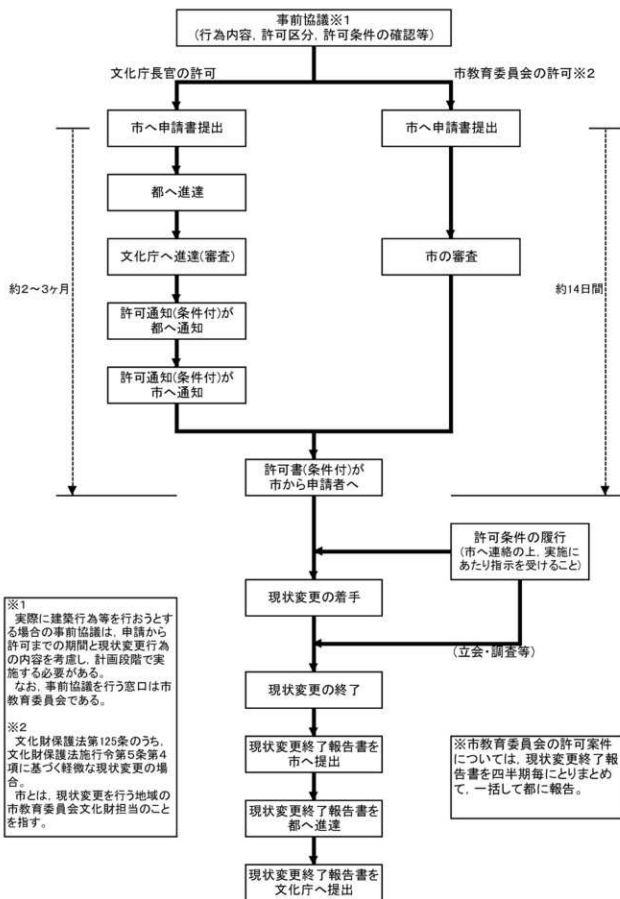 事前協議※1
(行為内容，許可区分，許可条件の確認等)
文化庁長官の許可
市教育委員会の許可※2
市へ申請書提出
市へ申請書提出
都へ進達
文化庁へ進達(審査)
市の審査
約2～3ヶ月
約14日間
許可通知(条件付)が
都へ通知
許可通知(条件付)が
市へ通知
許可書(条件付)が
市から申請者へ
許可条件の履行
(市へ連絡の上，実施に
あたり指示を受けること)
現状変更の着手
(立会・調査等)
現状変更の終了
※1
実際に建築行為等を行おうとす
る場合の事前協議は，申請から
許可までの期間と現状変更行為
の内容を考慮し，計画段階で実
施する必要がある。
なお，事前協議を行う窓口は市
教育委員会である。
※2
文化財保護法第125条のうち，
文化財保護法施行令第5条第4
項に基づく軽微な現状変更の場
合。
市とは，現状変更を行う地域の
市教育委員会文化財担当のこと
を指す。
現状変更終了報告書を
市へ提出
※市教育委員会の許可案件
については，現状変更終了報
告書を四半期毎にとりまとめ
て，一括して都に報告。
現状変更終了報告書を
都へ進達
現状変更終了報告書を
文化庁へ提出